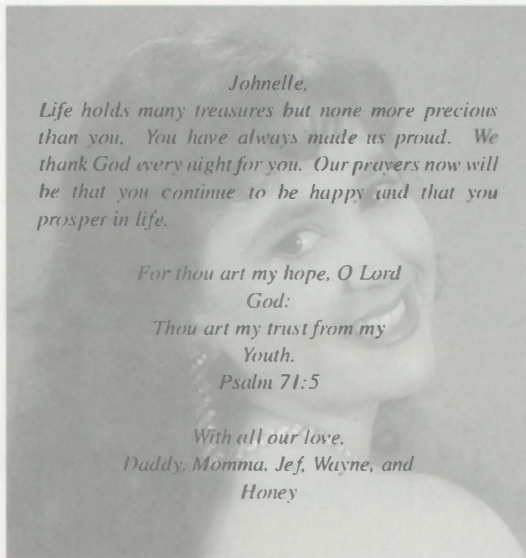 Johnelle,
Life holds many treasures but none more precious
than you. You have always made us proud. We
thank God every night for you. Our prayers now will
be that you continue to be happy and that you
prosper in life.
For thou art my hope, O Lord
God:
Thou art my trust from my
Youth.
Psalm 71:5
With all our love,
Daddy, Momma, Jef, Wayne, and
Honey